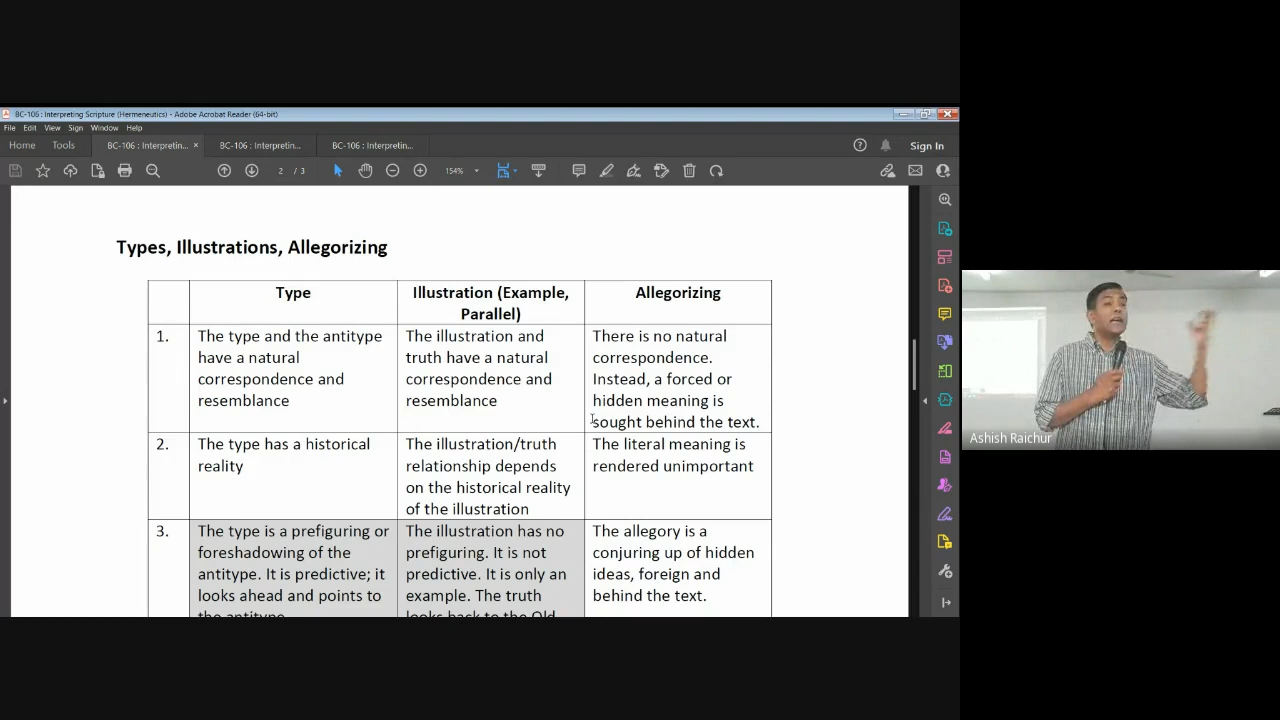 BC-106 : Interpreting Scripture (Hermeneutics) - Adobe Acrobat Reader (64-bit)
File Edit View Sign Window Help
Home Tools BC-106 : Interpretin... × BC-106 : Interpretin... BC-106 : Interpretin... Sign In
2 / 3 154%
Types, Illustrations, Allegorizing
Type
Illustration (Example,
Parallel)
Allegorizing
1.
The type and the antitype
have a natural
correspondence and
resemblance
The illustration and
truth have a natural
correspondence and
resemblance
There is no natural
correspondence.
Instead, a forced or
hidden meaning is
sought behind the text.
2.
The type has a historical
reality
The illustration/truth
relationship depends
on the historical reality
of the illustration
The literal meaning is
rendered unimportant
3.
The type is a prefiguring or
foreshadowing of the
antitype. It is predictive; it
looks ahead and points to
the antitype
The illustration has no
prefiguring. It is not
predictive. It is only an
example. The truth
looks back to the Old
The allegory is a
conjuring up of hidden
ideas, foreign and
behind the text.
Ashish Raichur